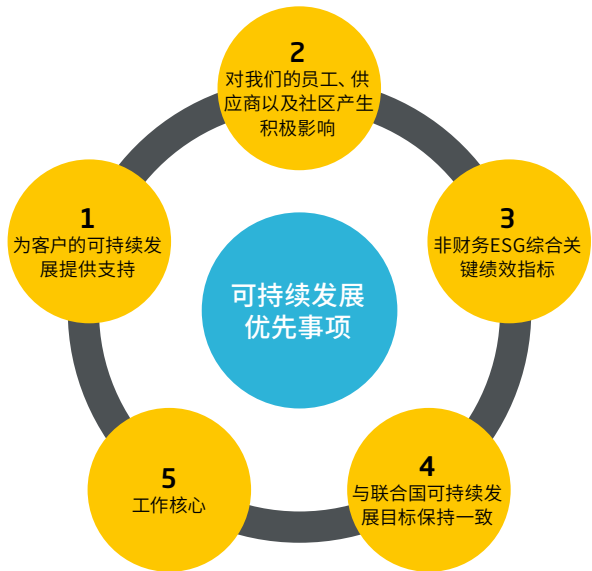 2
对我们的员工、供
应商以及社区产生
积极影响
1
为客户的可持续发
展提供支持
3
非财务ESG综合关
键绩效指标
可持续发展
优先事项
5
工作核心
4
与联合国可持续发
展目标保持一致